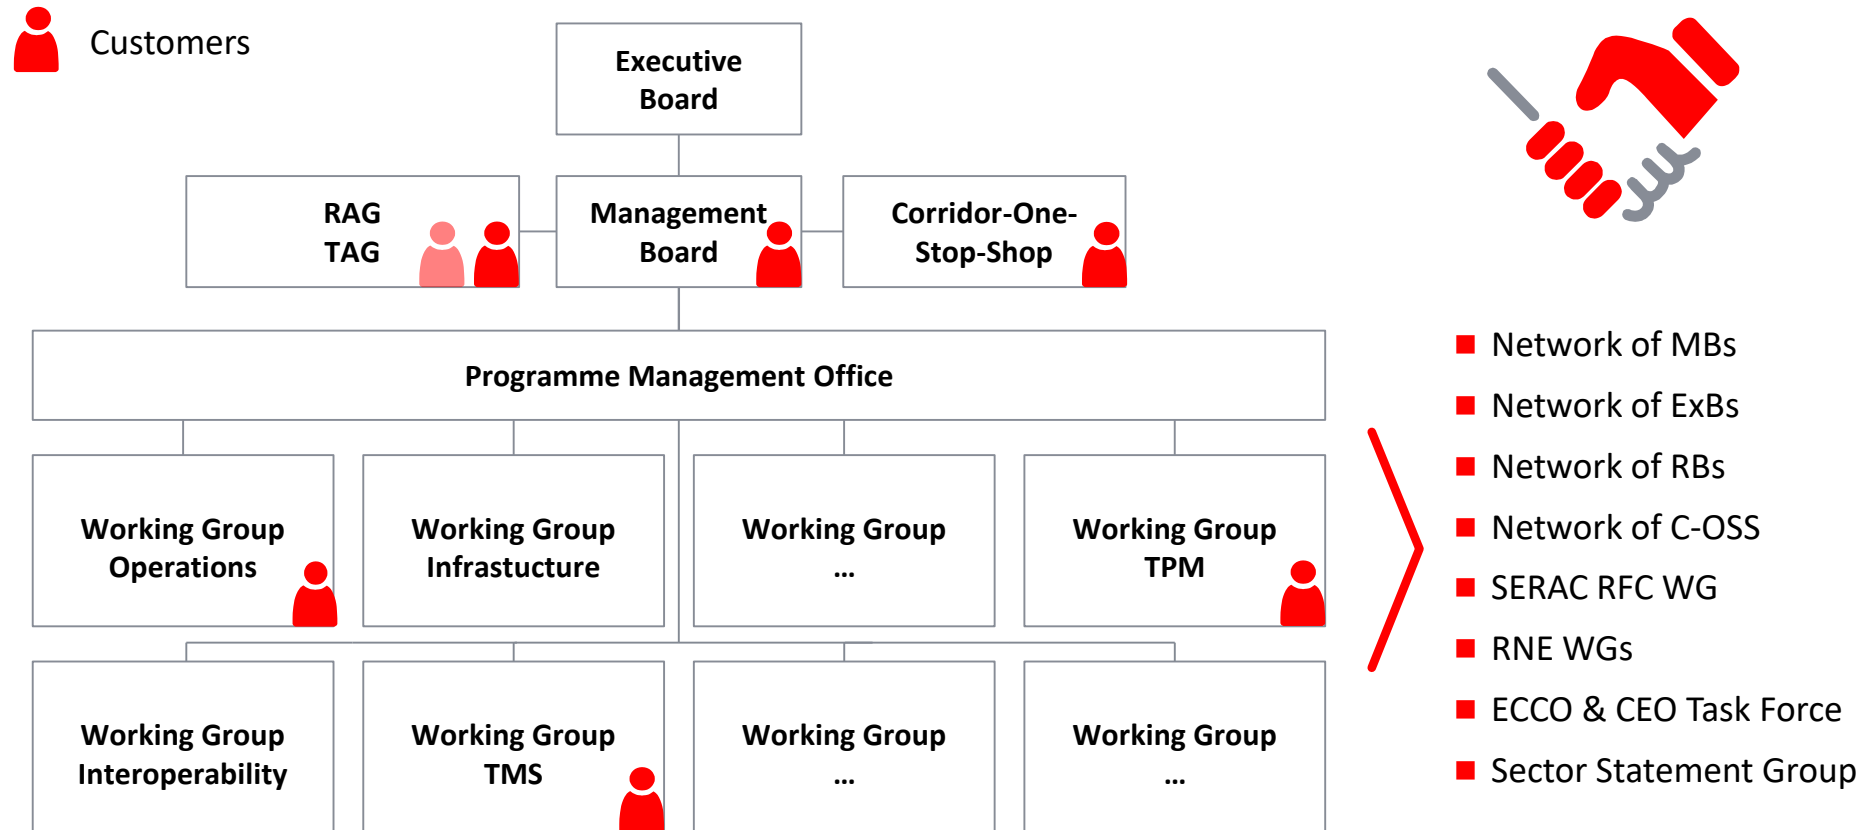 Customers
Executive
Board
RAG
TAG
Management
Board
Corridor-One-
Stop-Shop
Programme Management Office
Working Group
Operations
Working Group
Infrastucture
Working Group
...
Working Group
TPM
Working Group
Interoperability
Working Group
TMS
Working Group
...
Working Group
...
Network of MBs
Network of ExBs
Network of RBs
Network of C-OSS
SERAC RFC WG
RNE WGs
ECCO & CEO Task Force
Sector Statement Group